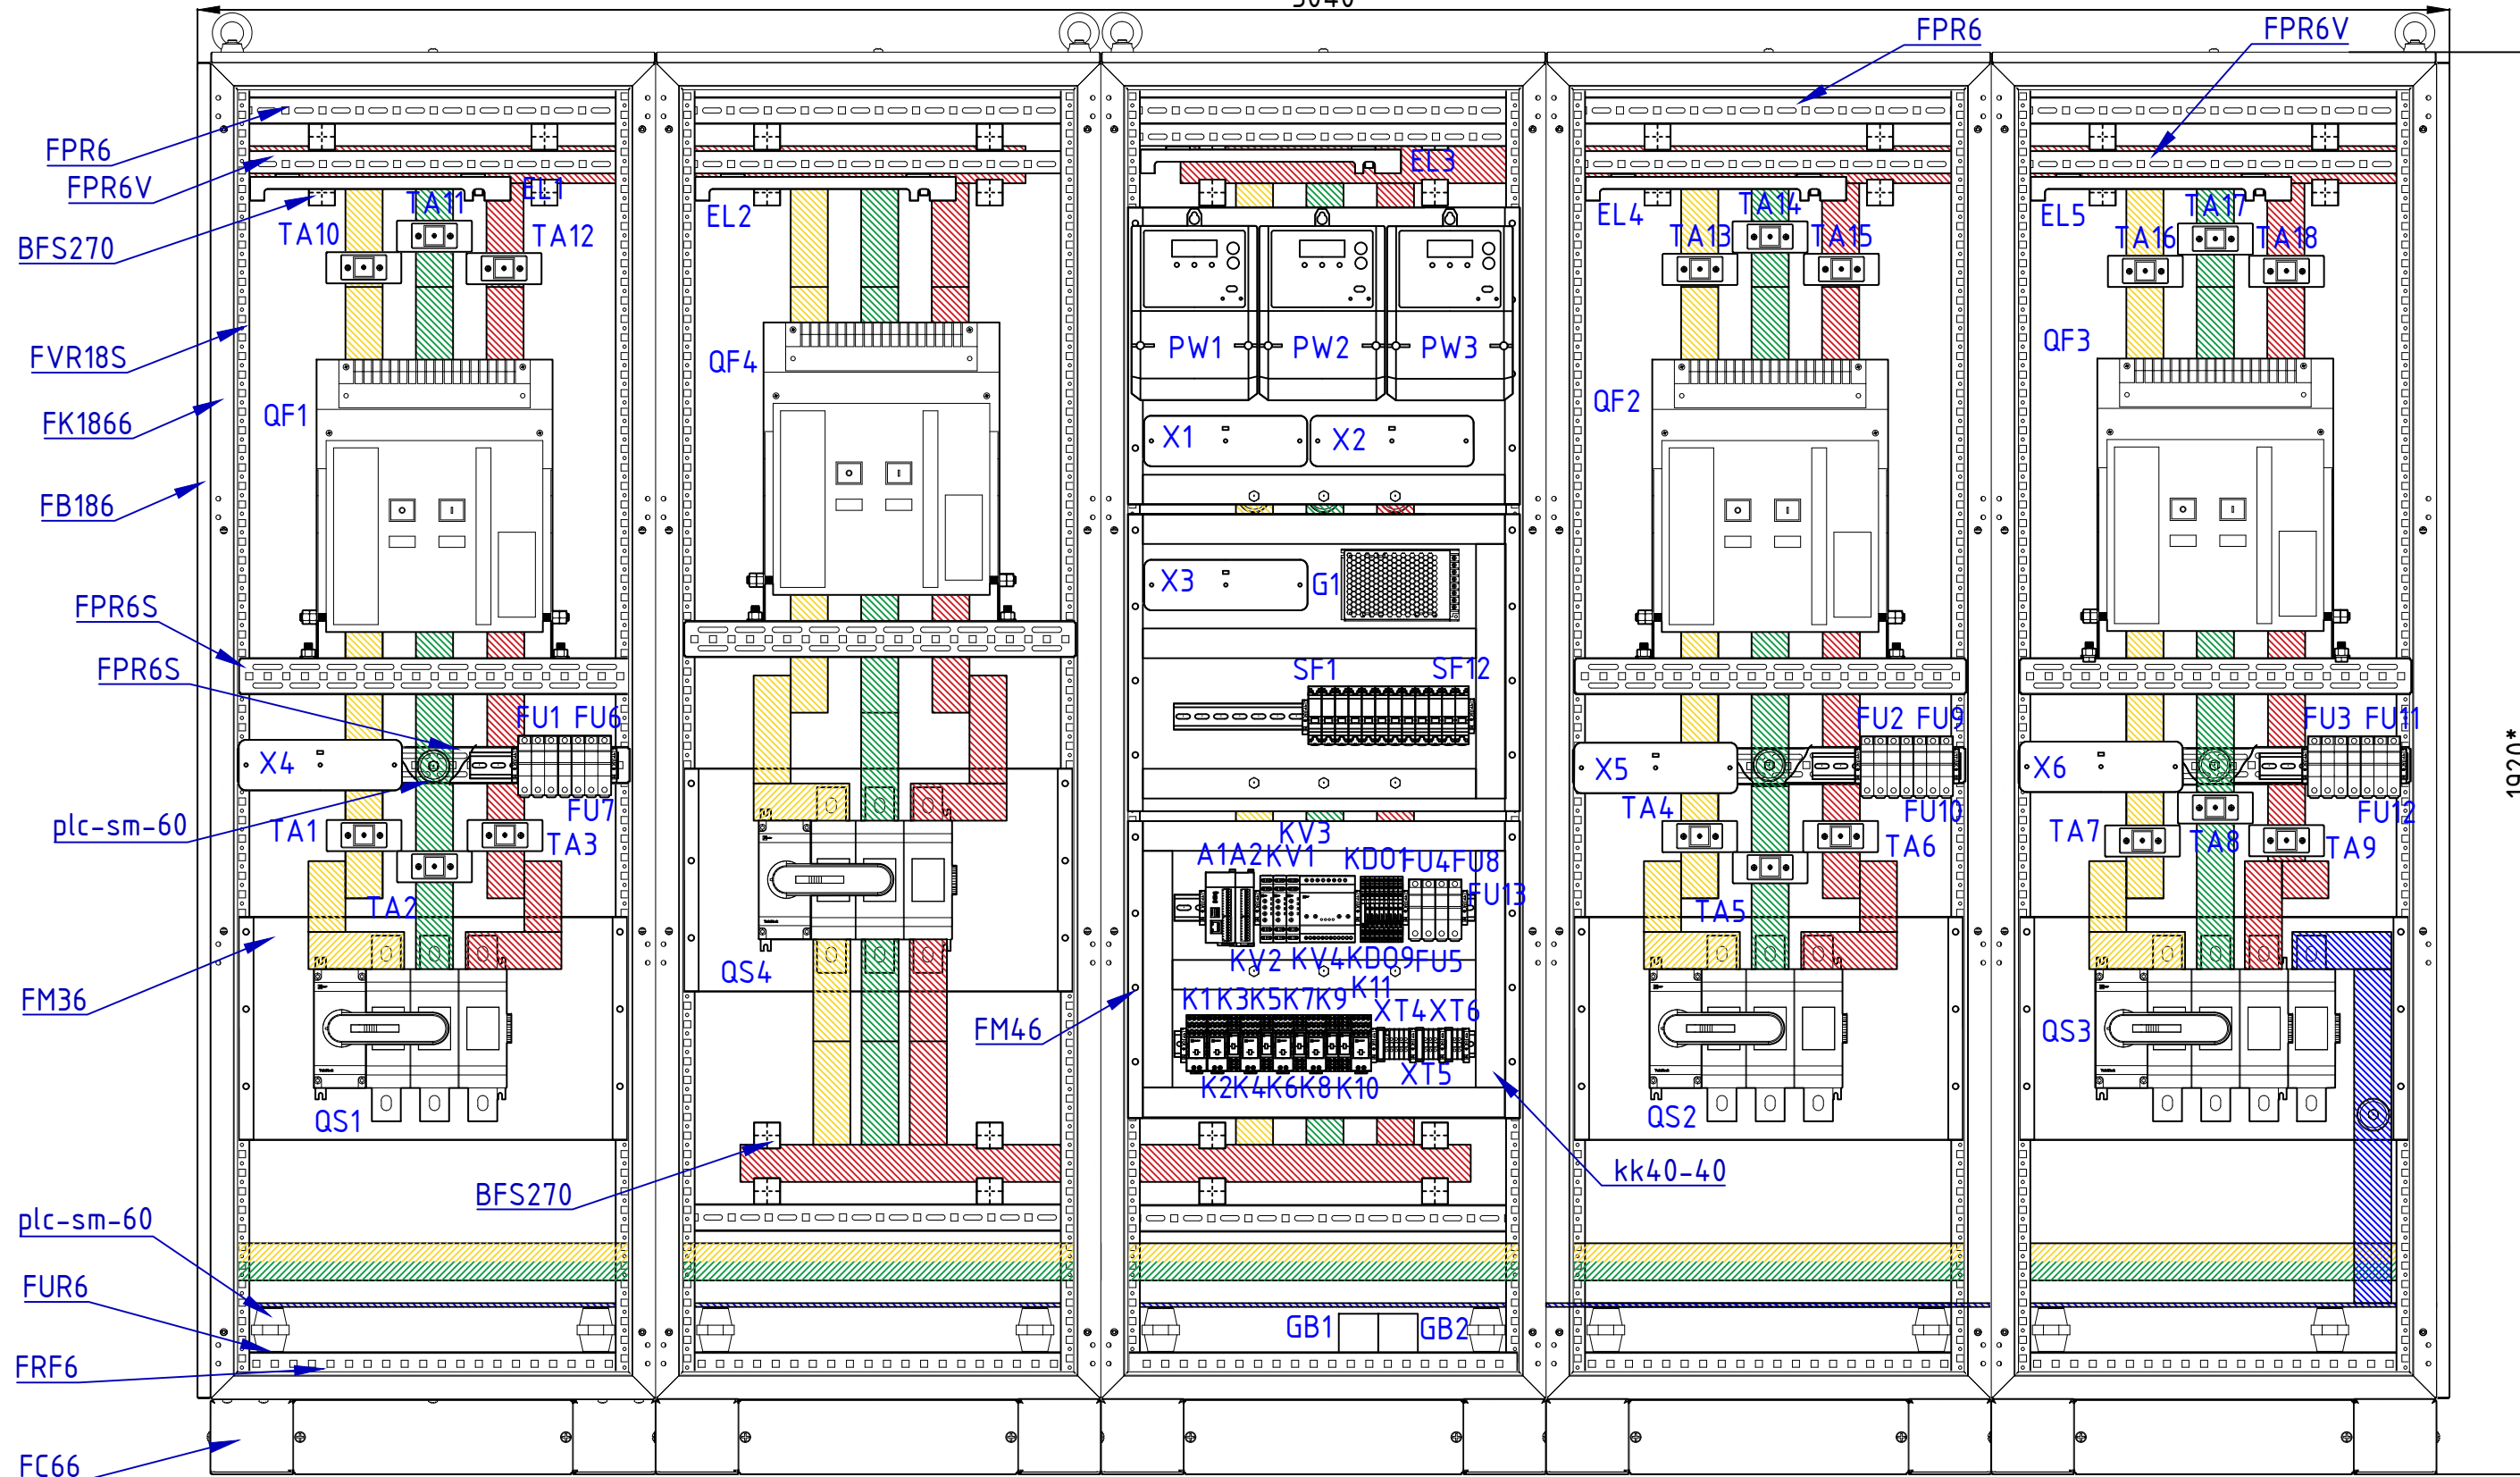 3040
FPR6
FPR6V
FPR6
FPR6V
BFS270
FVR18S
FK1866
FB186
FPR6S
FPR6S
plc-sm-60
FM36
plc-sm-60
FUR6
FRF6
FC66
TA10
TA11
EL1
TA12
QF1
X4
FU1 FU6
FU7
TA1
TA3
TA2
QS1
EL2
QF4
QS4
BFS270
EL3
PW1
PW2
PW3
X1
X2
X3
G1
SF1
SF12
KV3
A1A2KV1
KDO1FU4FU8
FU13
KV2 KV4KDO9FU5
K11
K1K3K5K7K9
XT4XT6
XT5
K2K4K6K8K10
FM46
kk40-40
GB1
GB2
EL4
TA13
TA14
TA15
QF2
FU2 FU9
X5
FU10
TA4
TA6
TA5
QS2
EL5
TA16
TA17
TA18
QF3
FU3 FU11
X6
FU12
TA7
TA8
TA9
QS3
1920*